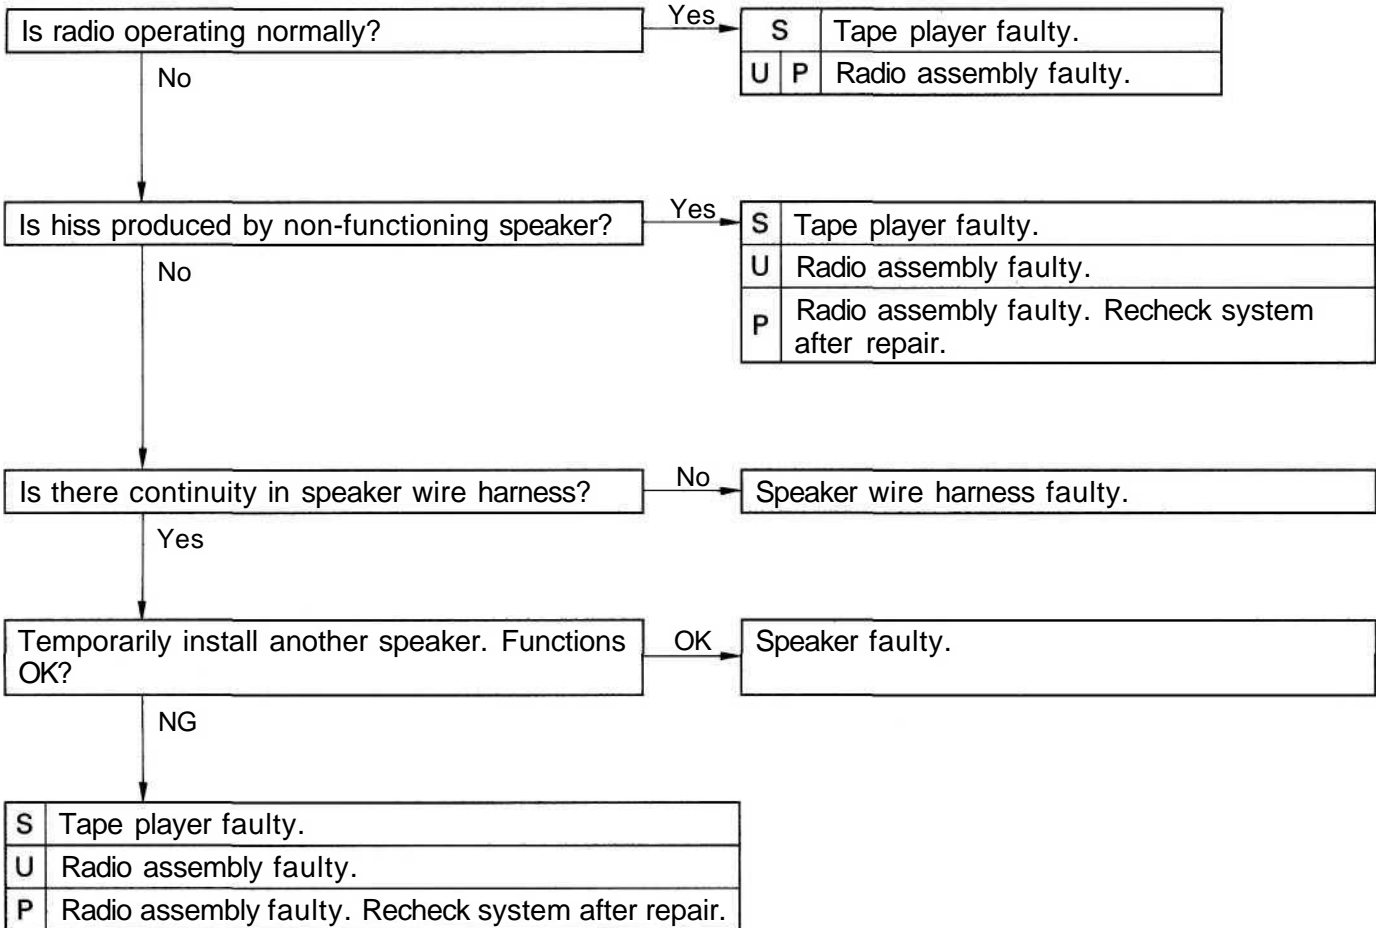 Is radio operating normally?
Yes
S Tape player faulty.
U P Radio assembly faulty.
No
Is hiss produced by non-functioning speaker?
Yes
S Tape player faulty.
U Radio assembly faulty.
P Radio assembly faulty. Recheck system
after repair.
No
Is there continuity in speaker wire harness?
No
Speaker wire harness faulty.
Yes
Temporarily install another speaker. Functions
OK?
OK
Speaker faulty.
NG
S Tape player faulty.
U Radio assembly faulty.
P Radio assembly faulty. Recheck system after repair.